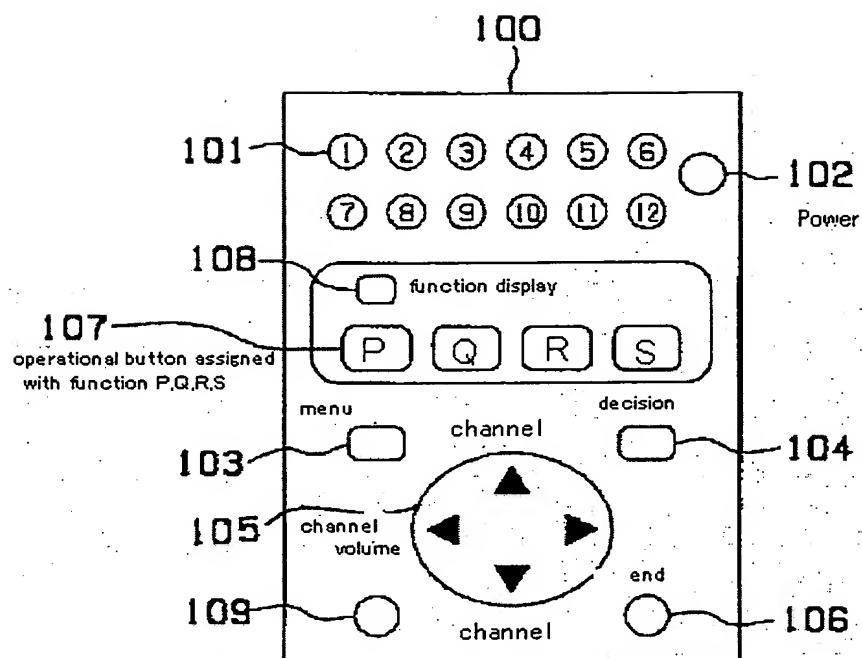 100
101
1 2 3 4 5 6
102
Power
7 8 9 10 11 12
108
function display
107
operational button assigned
with function P,Q,R,S
P Q R S
menu
decision
channel
103
104
105
channel
volume
end
109
106
channel